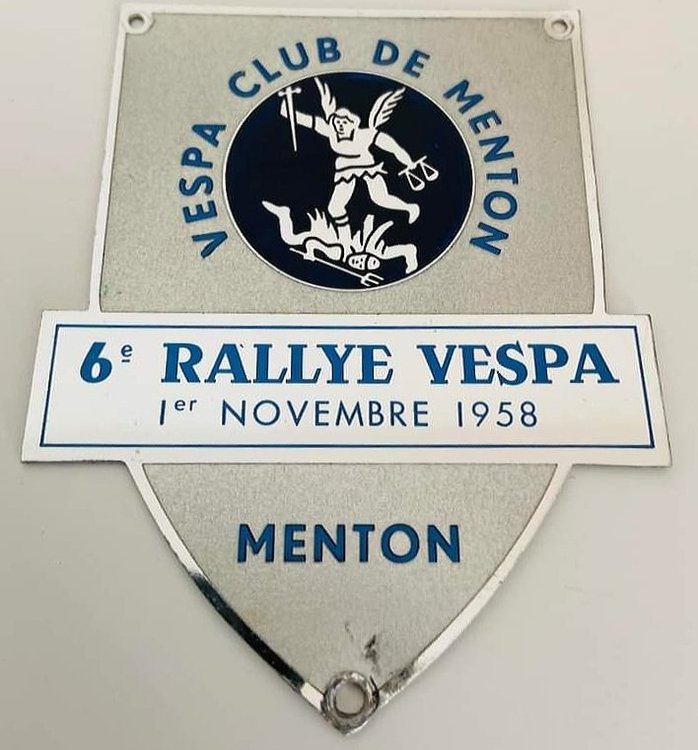 VESPA CLUB DE MENTON
6e RALLYE VESPA
1er NOVEMBRE 1958
MENTON